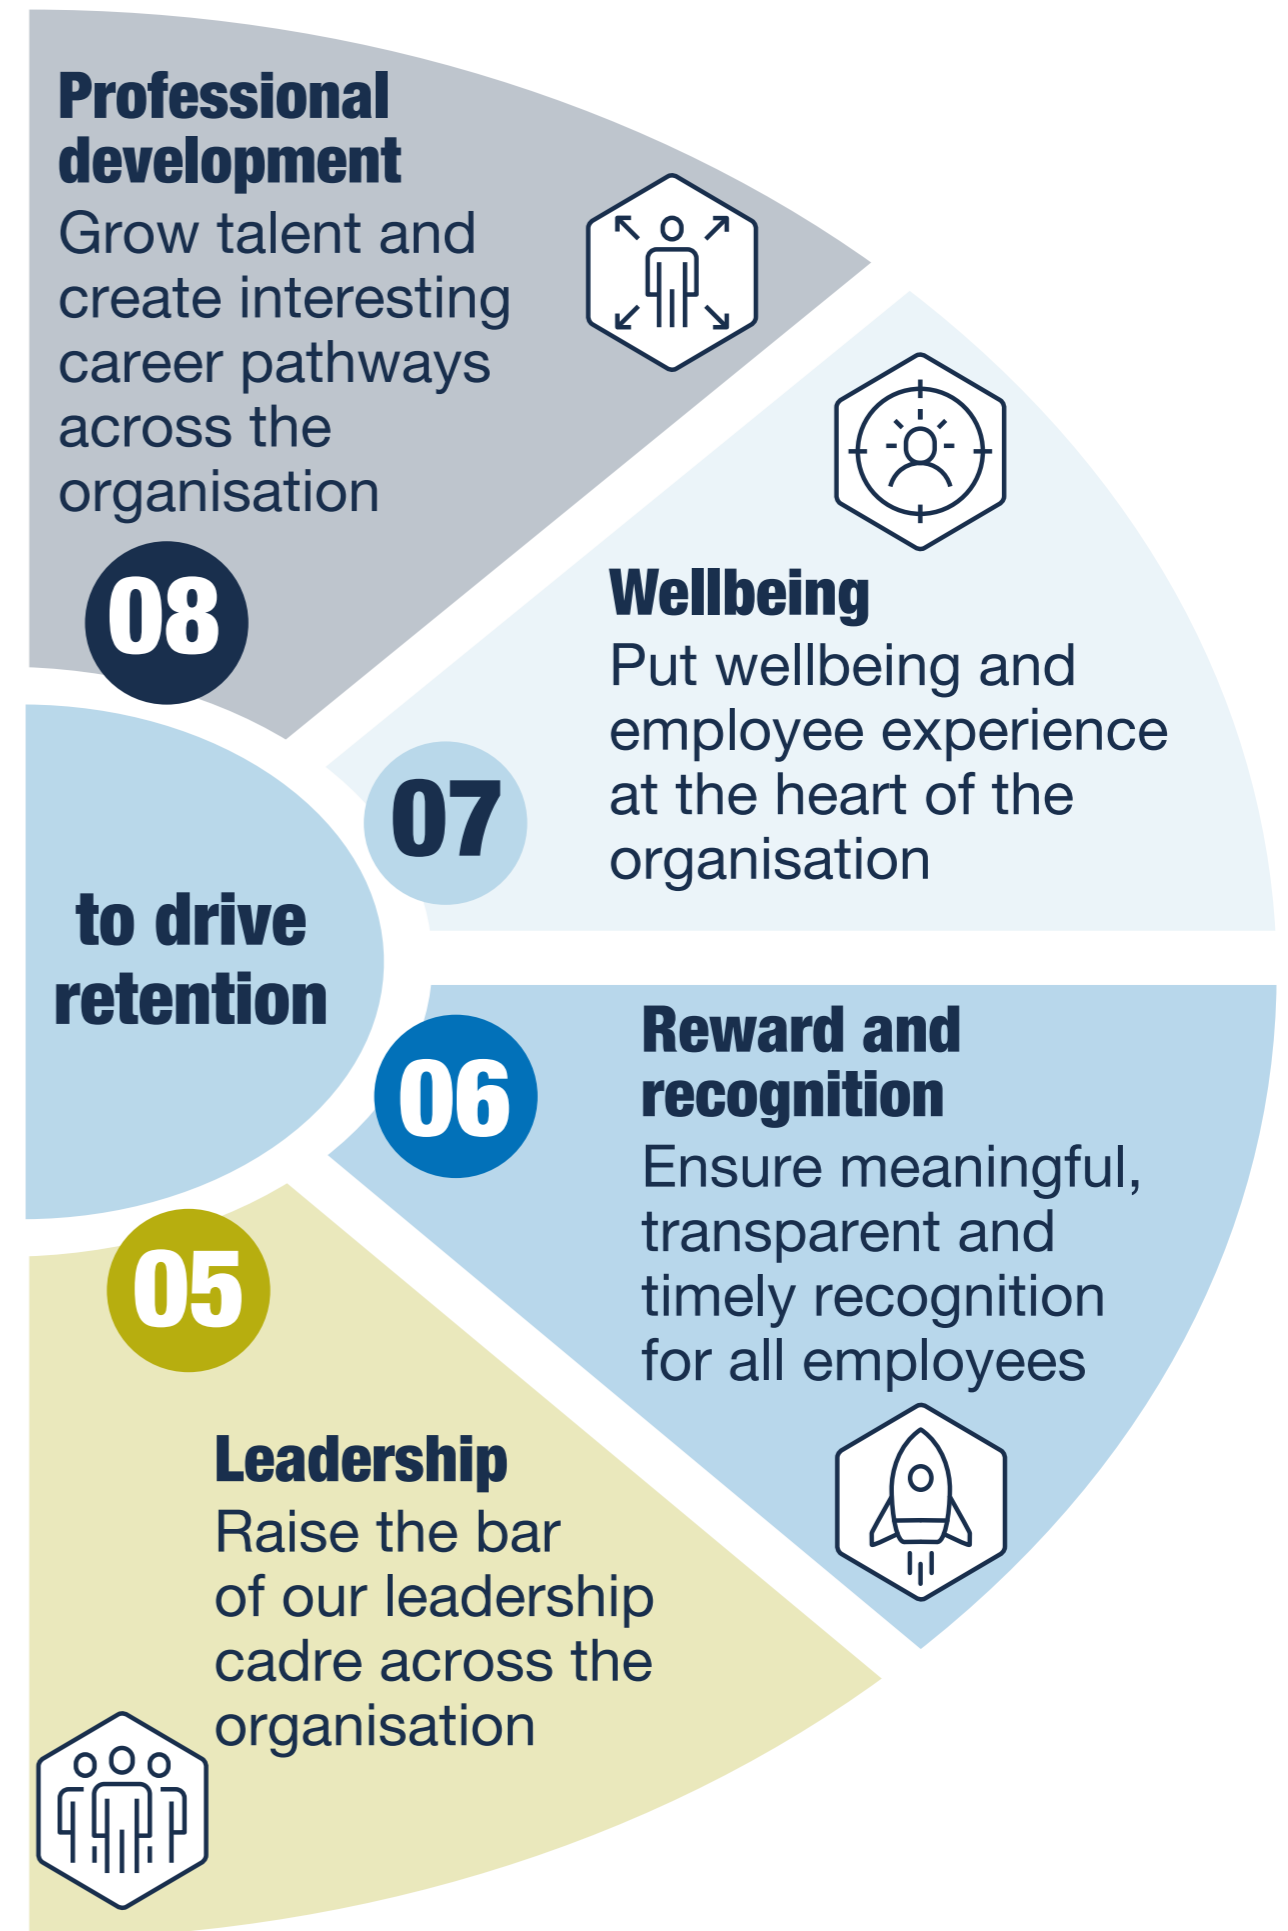 Professional
development
Grow talent and
create interesting
career pathways
across the
organisation
08
Wellbeing
Put wellbeing and
employee experience
at the heart of the
organisation
07
to drive
retention
06
Reward and
recognition
Ensure meaningful,
transparent and
timely recognition
for all employees
05
Leadership
Raise the bar
of our leadership
cadre across the
organisation